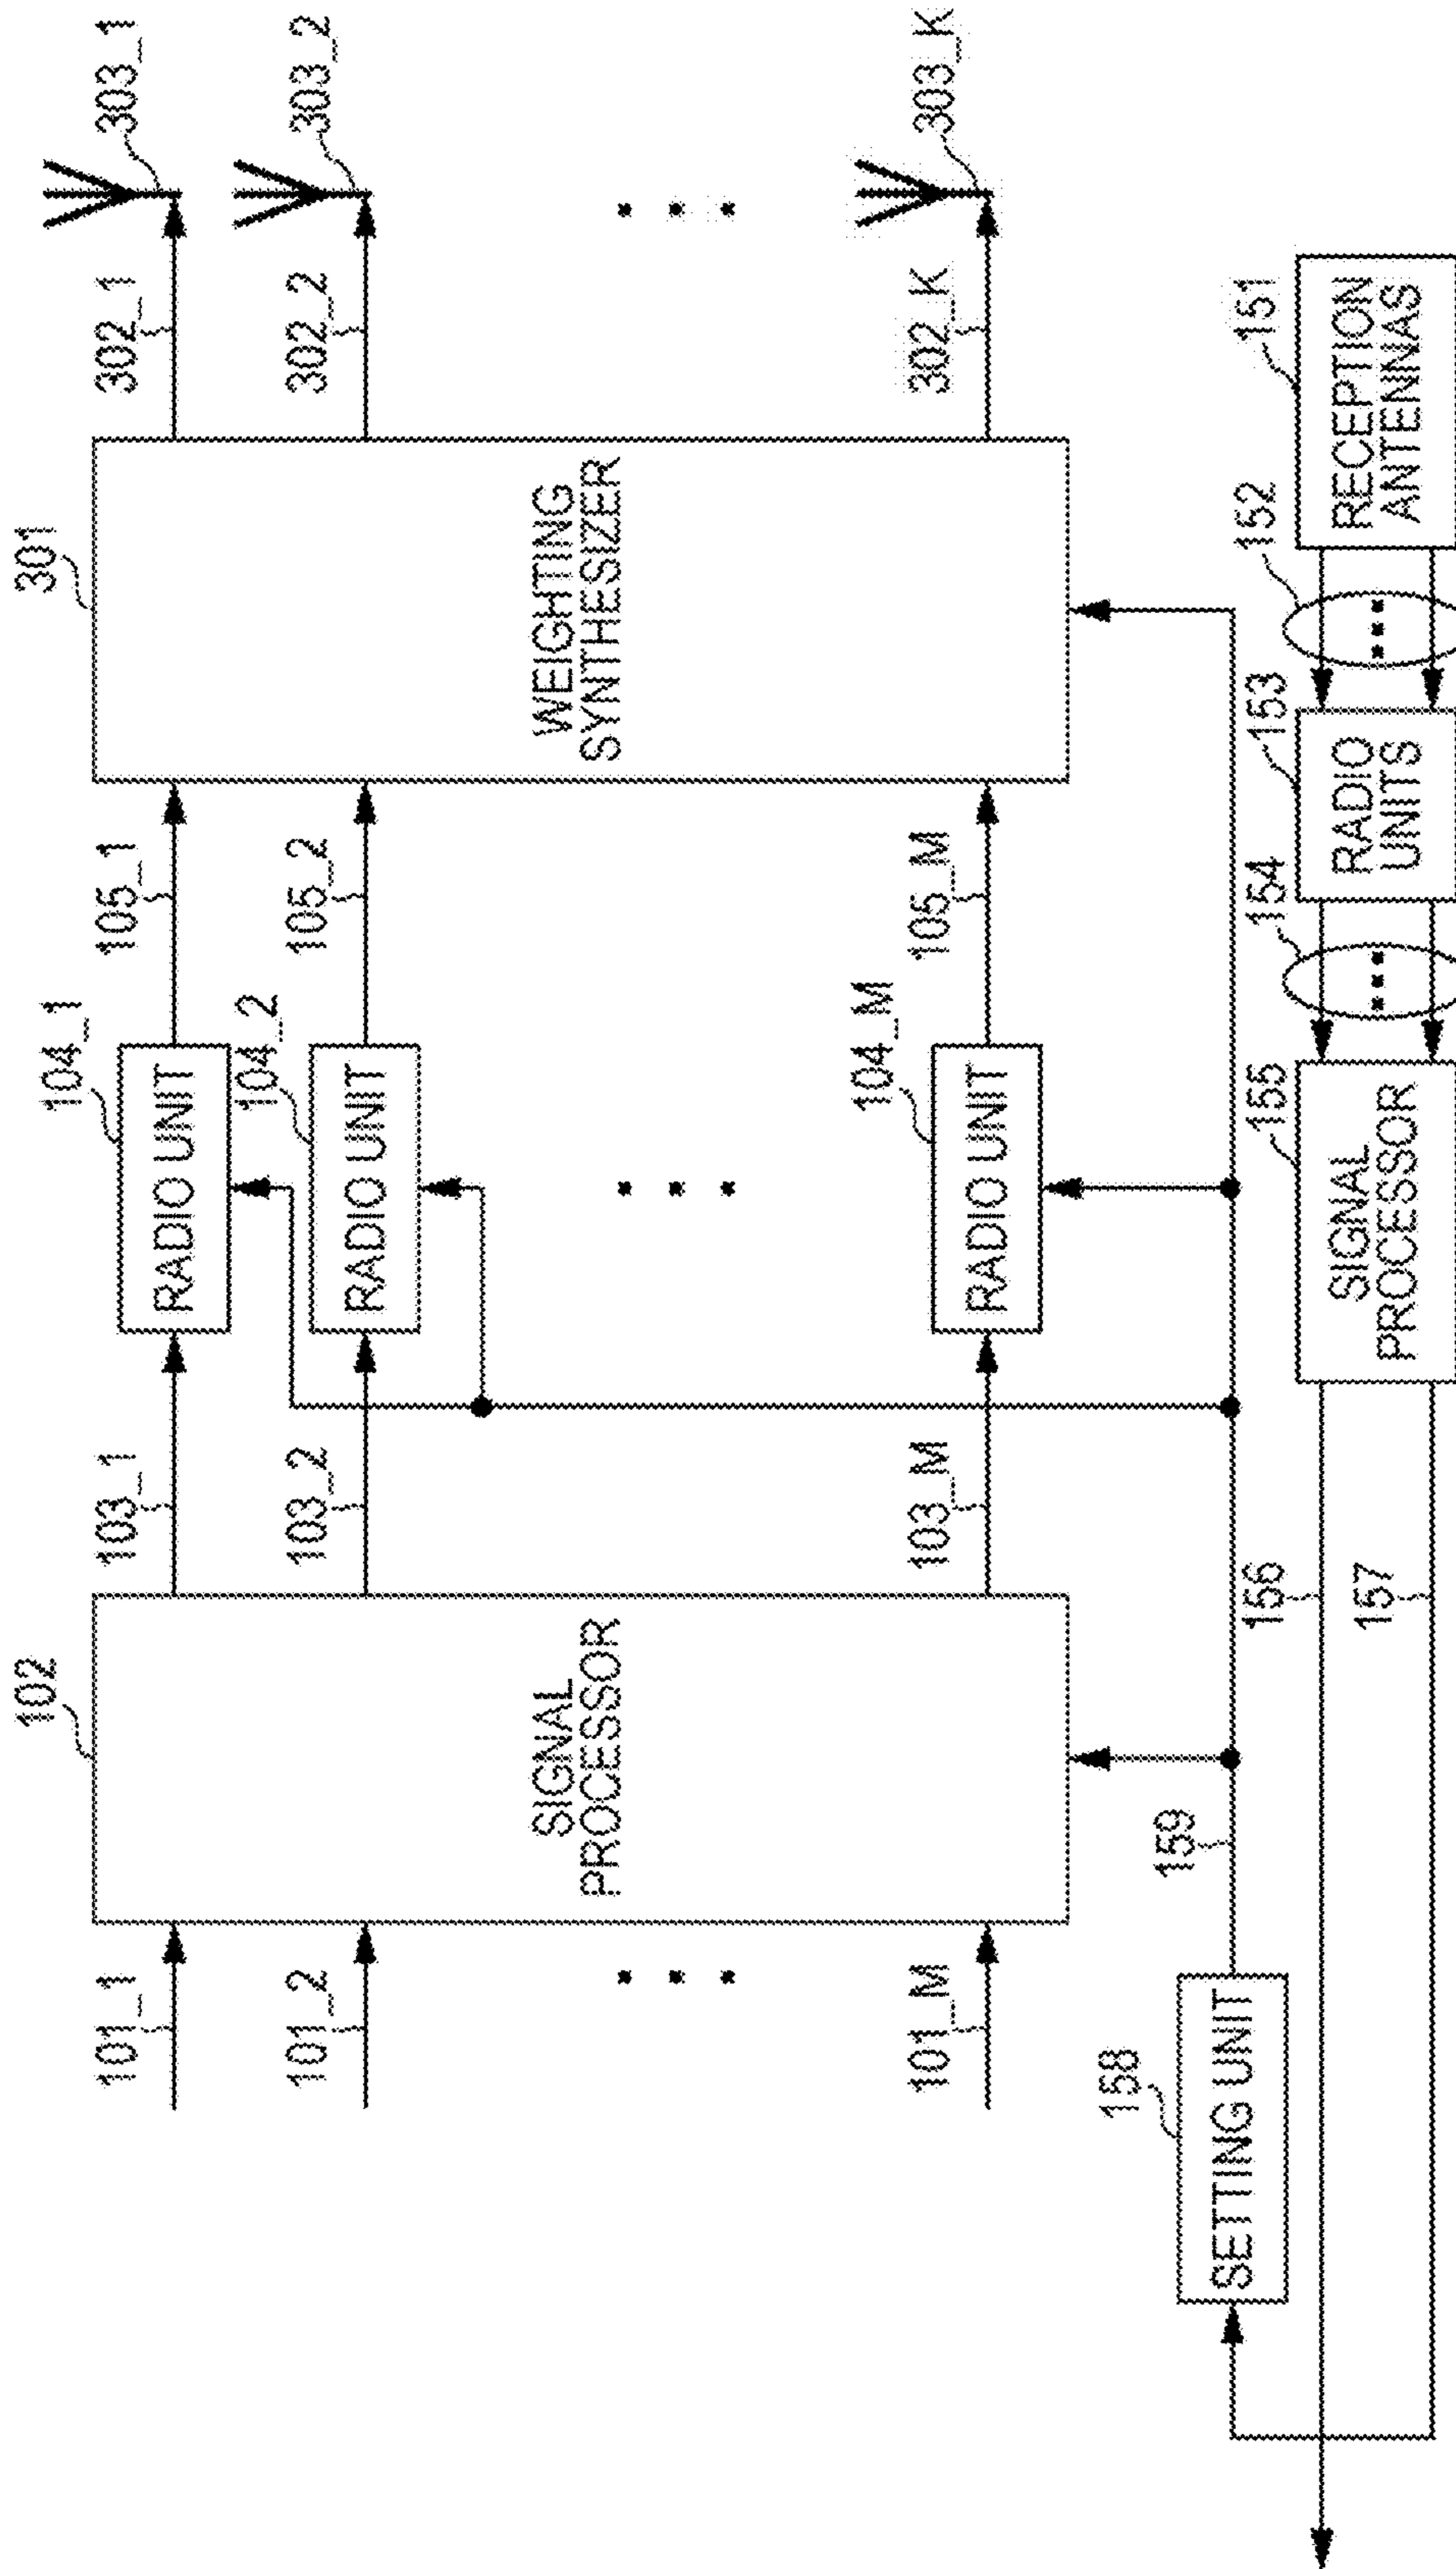 101_1
101_2
101_M
102
SIGNAL
PROCESSOR
103_1
103_2
103_M
104_1
RADIO UNIT
104_2
RADIO UNIT
104_M
RADIO UNIT
105_1
105_2
105_M
301
WEIGHTING
SYNTHESIZER
302_1
302_2
302_K
303_1
303_2
303_K
158
SETTING UNIT
159
156
157
155
SIGNAL
PROCESSOR
154
153
RADIO
UNITS
152
151
RECEPTION
ANTENNAS